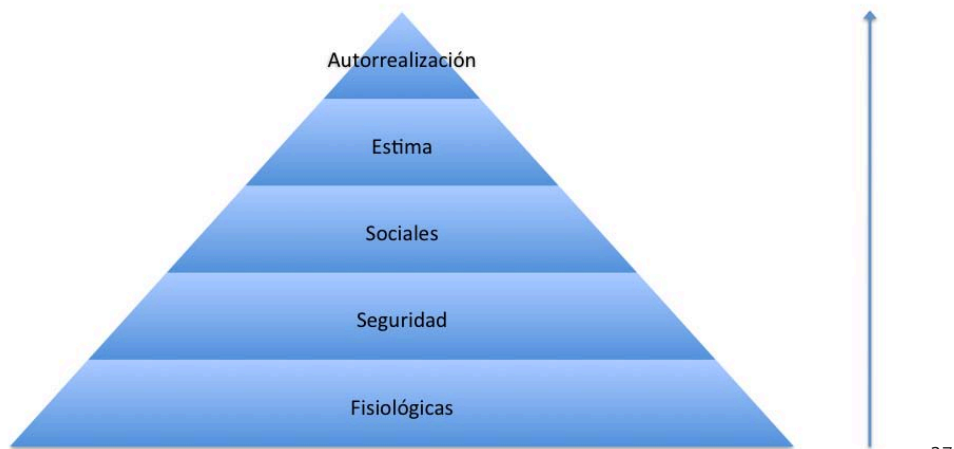 Autorrealización
Estima
Sociales
Seguridad
Fisiológicas